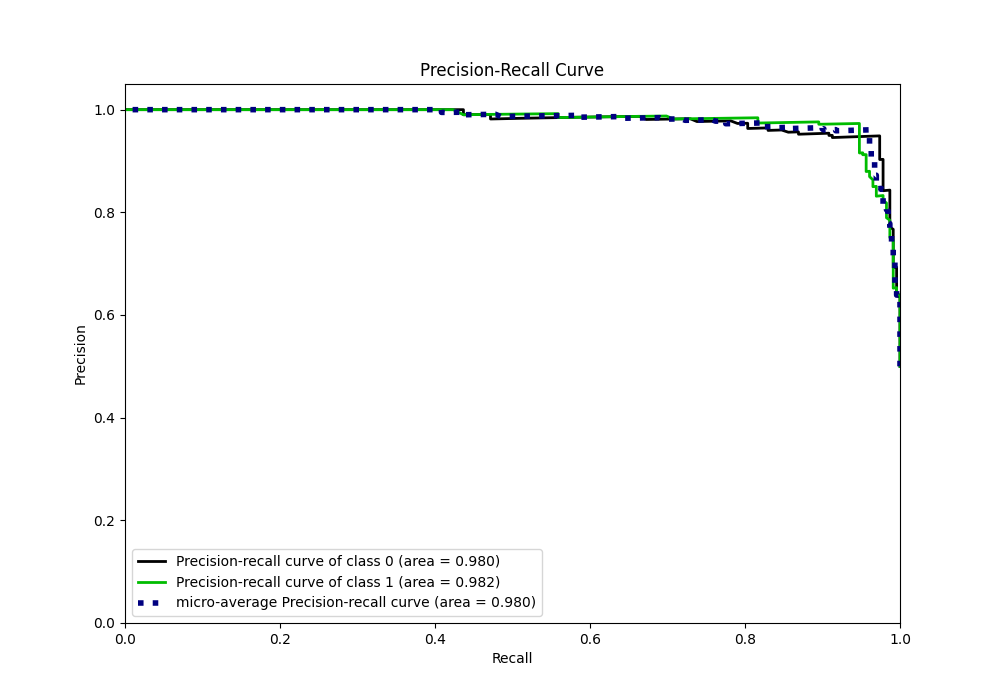 Precision-Recall Curve
1.0
0.8
0.6
0.4
0.2
0.0
Precision
Precision-recall curve of class 0 (area = 0.980)
Precision-recall curve of class 1 (area = 0.982)
micro-average Precision-recall curve (area = 0.980)
0.0 0.2 0.4 0.6 0.8 1.0
Recall